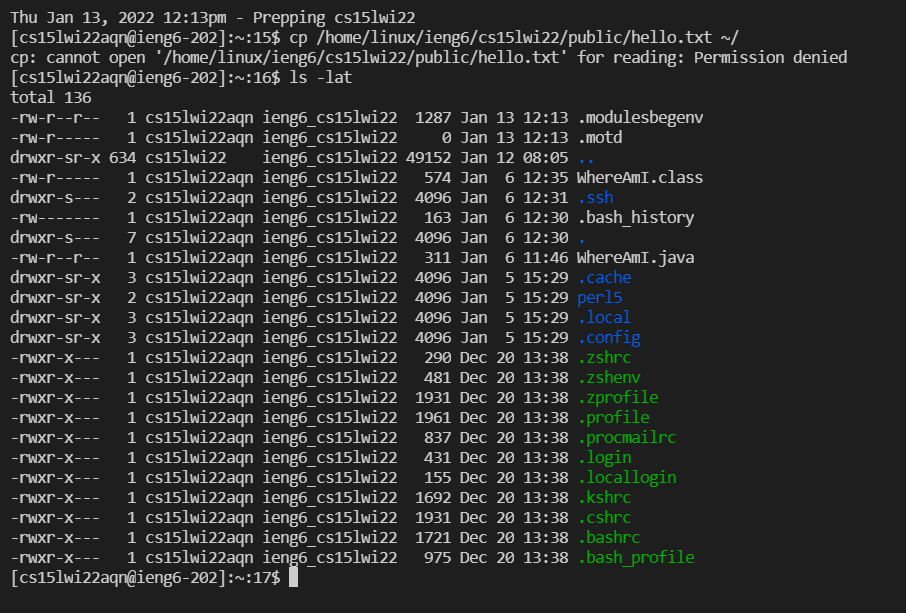 Thu Jan 13, 2022 12:13pm - Prepping cs15lwi22
[cs15lwi22aqn@ieng6-202]:~:15$ cp /home/linux/ieng6/cs15lwi22/public/hello.txt ~/
cp: cannot open '/home/linux/ieng6/cs15lwi22/public/hello.txt' for reading: Permission denied
[cs15lwi22aqn@ieng6-202]:~:16$ ls -lat
total 136
-rw-r--r--   1 cs15lwi22aqn ieng6_cs15lwi22  1287 Jan 13 12:13 .modulesbegenv
-rw-r-----   1 cs15lwi22aqn ieng6_cs15lwi22     0 Jan 13 12:13 .motd
drwxr-sr-x 634 cs15lwi22    ieng6_cs15lwi22 49152 Jan 12 08:05 ..
-rw-r-----   1 cs15lwi22aqn ieng6_cs15lwi22   574 Jan  6 12:35 WhereAmI.class
drwxr-s---   2 cs15lwi22aqn ieng6_cs15lwi22  4096 Jan  6 12:31 .ssh
-rw-------   1 cs15lwi22aqn ieng6_cs15lwi22   163 Jan  6 12:30 .bash_history
drwxr-s---   7 cs15lwi22aqn ieng6_cs15lwi22  4096 Jan  6 12:30 .
-rw-r--r--   1 cs15lwi22aqn ieng6_cs15lwi22   311 Jan  6 11:46 WhereAmI.java
drwxr-sr-x   3 cs15lwi22aqn ieng6_cs15lwi22  4096 Jan  5 15:29 .cache
drwxr-sr-x   2 cs15lwi22aqn ieng6_cs15lwi22  4096 Jan  5 15:29 perl5
drwxr-sr-x   3 cs15lwi22aqn ieng6_cs15lwi22  4096 Jan  5 15:29 .local
drwxr-sr-x   3 cs15lwi22aqn ieng6_cs15lwi22  4096 Jan  5 15:29 .config
-rwxr-x---   1 cs15lwi22aqn ieng6_cs15lwi22   290 Dec 20 13:38 .zshrc
-rwxr-x---   1 cs15lwi22aqn ieng6_cs15lwi22   481 Dec 20 13:38 .zshenv
-rwxr-x---   1 cs15lwi22aqn ieng6_cs15lwi22  1931 Dec 20 13:38 .zprofile
-rwxr-x---   1 cs15lwi22aqn ieng6_cs15lwi22  1961 Dec 20 13:38 .profile
-rwxr-x---   1 cs15lwi22aqn ieng6_cs15lwi22   837 Dec 20 13:38 .procmailrc
-rwxr-x---   1 cs15lwi22aqn ieng6_cs15lwi22   431 Dec 20 13:38 .login
-rwxr-x---   1 cs15lwi22aqn ieng6_cs15lwi22   155 Dec 20 13:38 .locallogin
-rwxr-x---   1 cs15lwi22aqn ieng6_cs15lwi22  1692 Dec 20 13:38 .kshrc
-rwxr-x---   1 cs15lwi22aqn ieng6_cs15lwi22  1931 Dec 20 13:38 .cshrc
-rwxr-x---   1 cs15lwi22aqn ieng6_cs15lwi22  1721 Dec 20 13:38 .bashrc
-rwxr-x---   1 cs15lwi22aqn ieng6_cs15lwi22   975 Dec 20 13:38 .bash_profile
[cs15lwi22aqn@ieng6-202]:~:17$